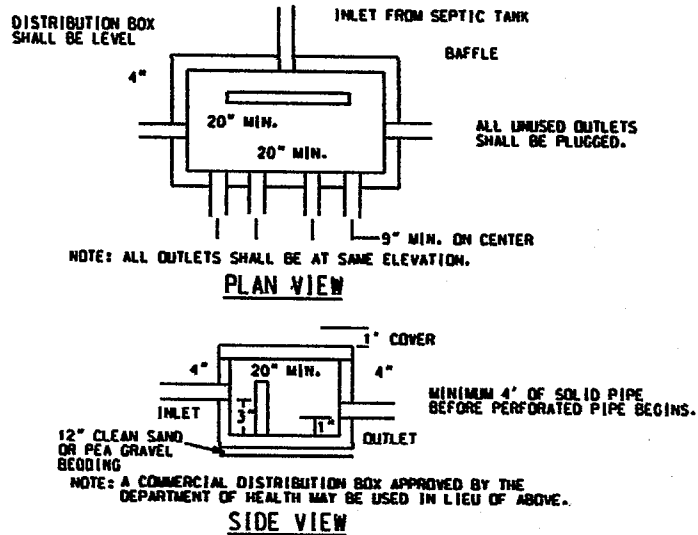 INLET FROM SEPTIC TANK
DISTRIBUTION BOX
SHALL BE LEVEL
BAFFLE
4"
20" MIN.
20" MIN.
ALL UNUSED OUTLETS
SHALL BE PLUGGED.
9" MIN. ON CENTER
NOTE: ALL OUTLETS SHALL BE AT SAME ELEVATION.
PLAN VIEW
1" COVER
4"
20" MIN.
4"
INLET
3"
1"
MINIMUM 4' OF SOLID PIPE
BEFORE PERFORATED PIPE BEGINS.
OUTLET
12" CLEAN SAND
OR PEA GRAVEL
BEDDING
NOTE: A COMMERCIAL DISTRIBUTION BOX APPROVED BY THE
DEPARTMENT OF HEALTH MAY BE USED IN LIEU OF ABOVE.
SIDE VIEW